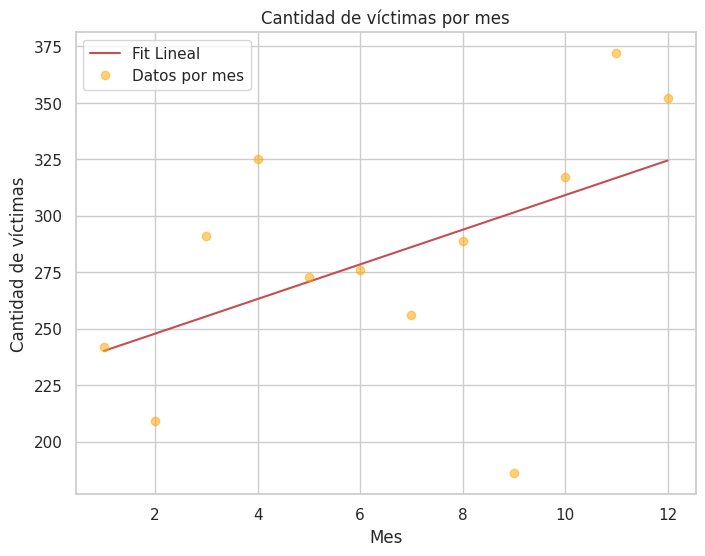 Cantidad de víctimas por mes
Fit Lineal
Datos por mes
Cantidad de víctimas
375
350
325
300
275
250
225
200
2 4 6 8 10 12
Mes